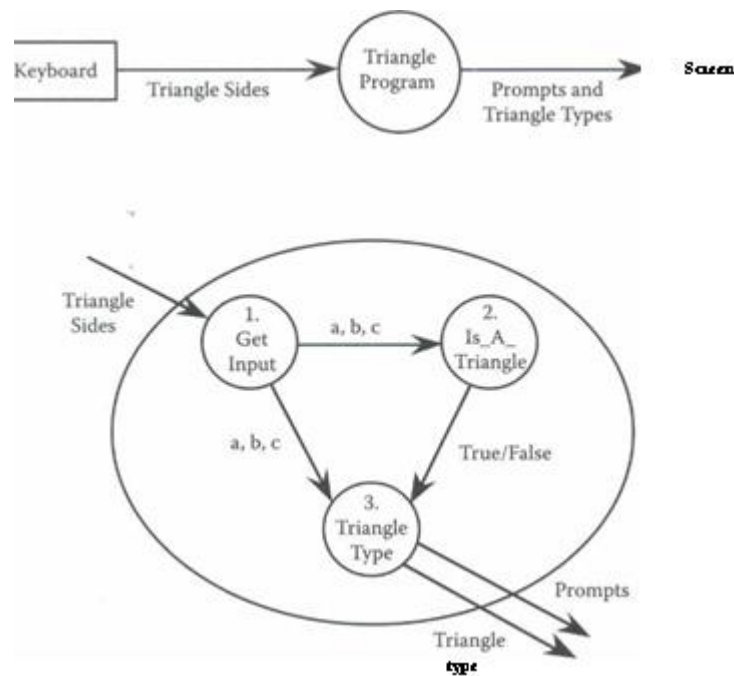 Keyboard
Triangle Sides
Triangle
Program
Prompts and
Triangle Types
Screen
Triangle
Sides
1.
Get
Input
a, b, c
2.
Is_A_
Triangle
a, b, c
True/False
3.
Triangle
Type
Prompts
Triangle
type